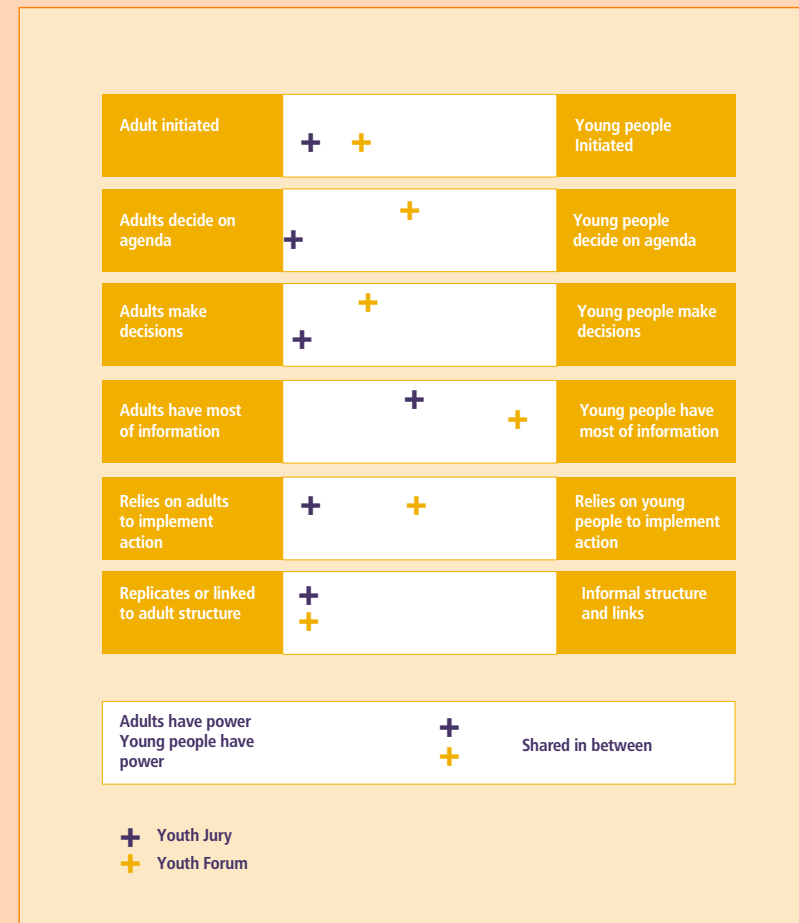 Adult initiated
Young people
Initiated
Adults decide on
agenda
Young people
decide on agenda
Adults make
decisions
Young people make
decisions
Adults have most
of information
Young people have
most of information
Relies on adults
to implement
action
Relies on young
people to implement
action
Replicates or linked
to adult structure
Informal structure
and links
Adults have power
Young people have
power
Shared in between
Youth Jury
Youth Forum